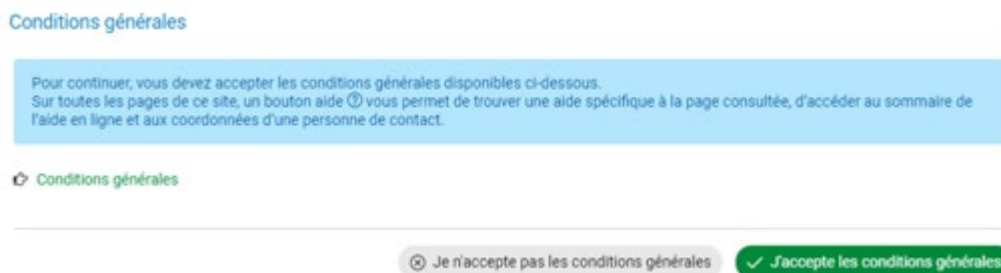 Conditions générales
Pour continuer, vous devez accepter les conditions générales disponibles ci-dessous.
Sur toutes les pages de ce site, un bouton aide ? vous permet de trouver une aide spécifique à la page consultée, d'accéder au sommaire de
l'aide en ligne et aux coordonnées d'une personne de contact.
Conditions générales
Je n'accepte pas les conditions générales
J'accepte les conditions générales